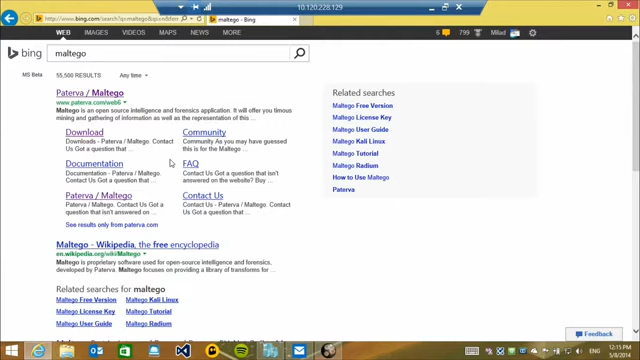 10.120.228.129
http://www.bing.com/search?q=maltego&qs=n&form
maltego - Bing
WEB IMAGES VIDEOS MAPS NEWS MORE
6 799 Milad
bing maltego
MS Beta 55,500 RESULTS Any time
Paterva / Maltego
www.paterva.com/web6
Maltego is an open source intelligence and forensics application. It will offer you timous
mining and gathering of information as well as the representation of this ...
Download
Downloads - Paterva / Maltego. Contact
Us Got a question that ...
Community
Community As you may have guessed
this is for the Maltego ...
Documentation
Documentation - Paterva / Maltego.
Contact Us Got a question that ...
FAQ
Contact Us Got a question that isn't
answered on the website? Buy ...
Paterva / Maltego
Paterva / Maltego. Contact Us Got a
question that isn't answered on ...
Contact Us
Contact Us - Paterva / Maltego. Contact
Us Got a question that isn't ...
See results only from paterva.com
Maltego - Wikipedia, the free encyclopedia
en.wikipedia.org/wiki/Maltego
Maltego is proprietary software used for open-source intelligence and forensics,
developed by Paterva. Maltego focuses on providing a library of transforms for ...
Related searches for maltego
Maltego Free Version Maltego Kali Linux
Maltego License Key Maltego Tutorial
Maltego User Guide Maltego Radium
Related searches
Maltego Free Version
Maltego License Key
Maltego User Guide
Maltego Kali Linux
Maltego Tutorial
Maltego Radium
How to Use Maltego
Paterva
Feedback
12:15 PM
5/8/2014